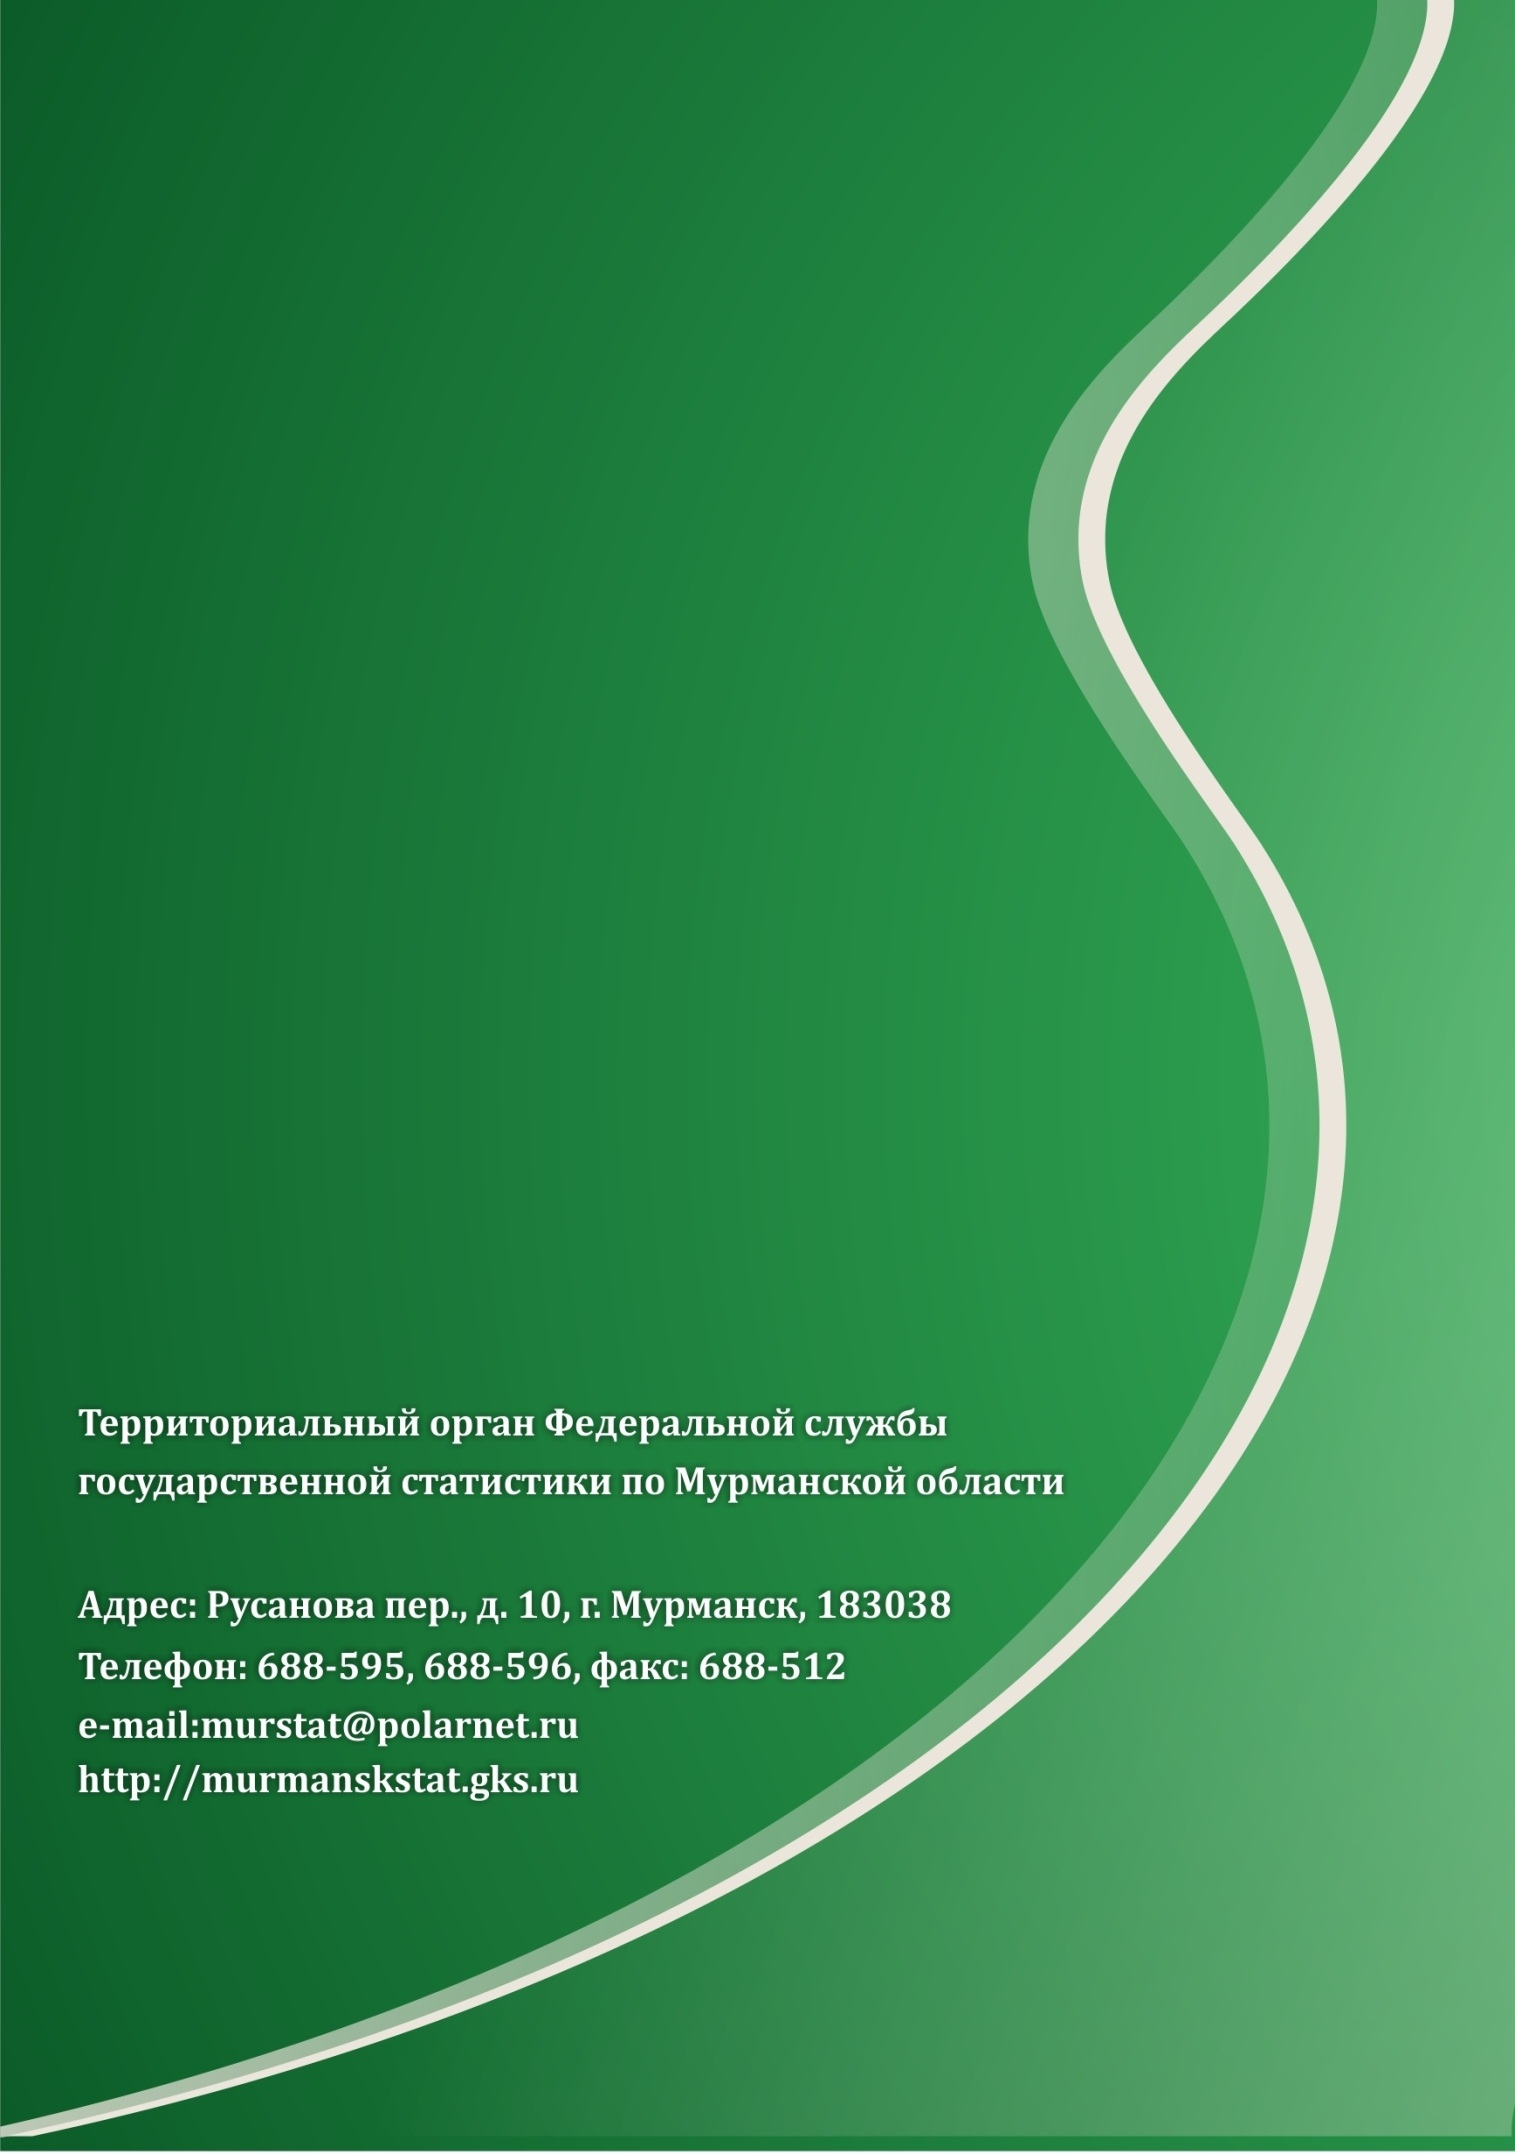 Территориальный орган Федеральной службы
государственной статистики по Мурманской области
Адрес: Русанова пер., д. 10, г. Мурманск, 183038
Телефон: 688-595, 688-596, факс: 688-512
e-mail:murstat@polarnet.ru
http://murmanskstat.gks.ru